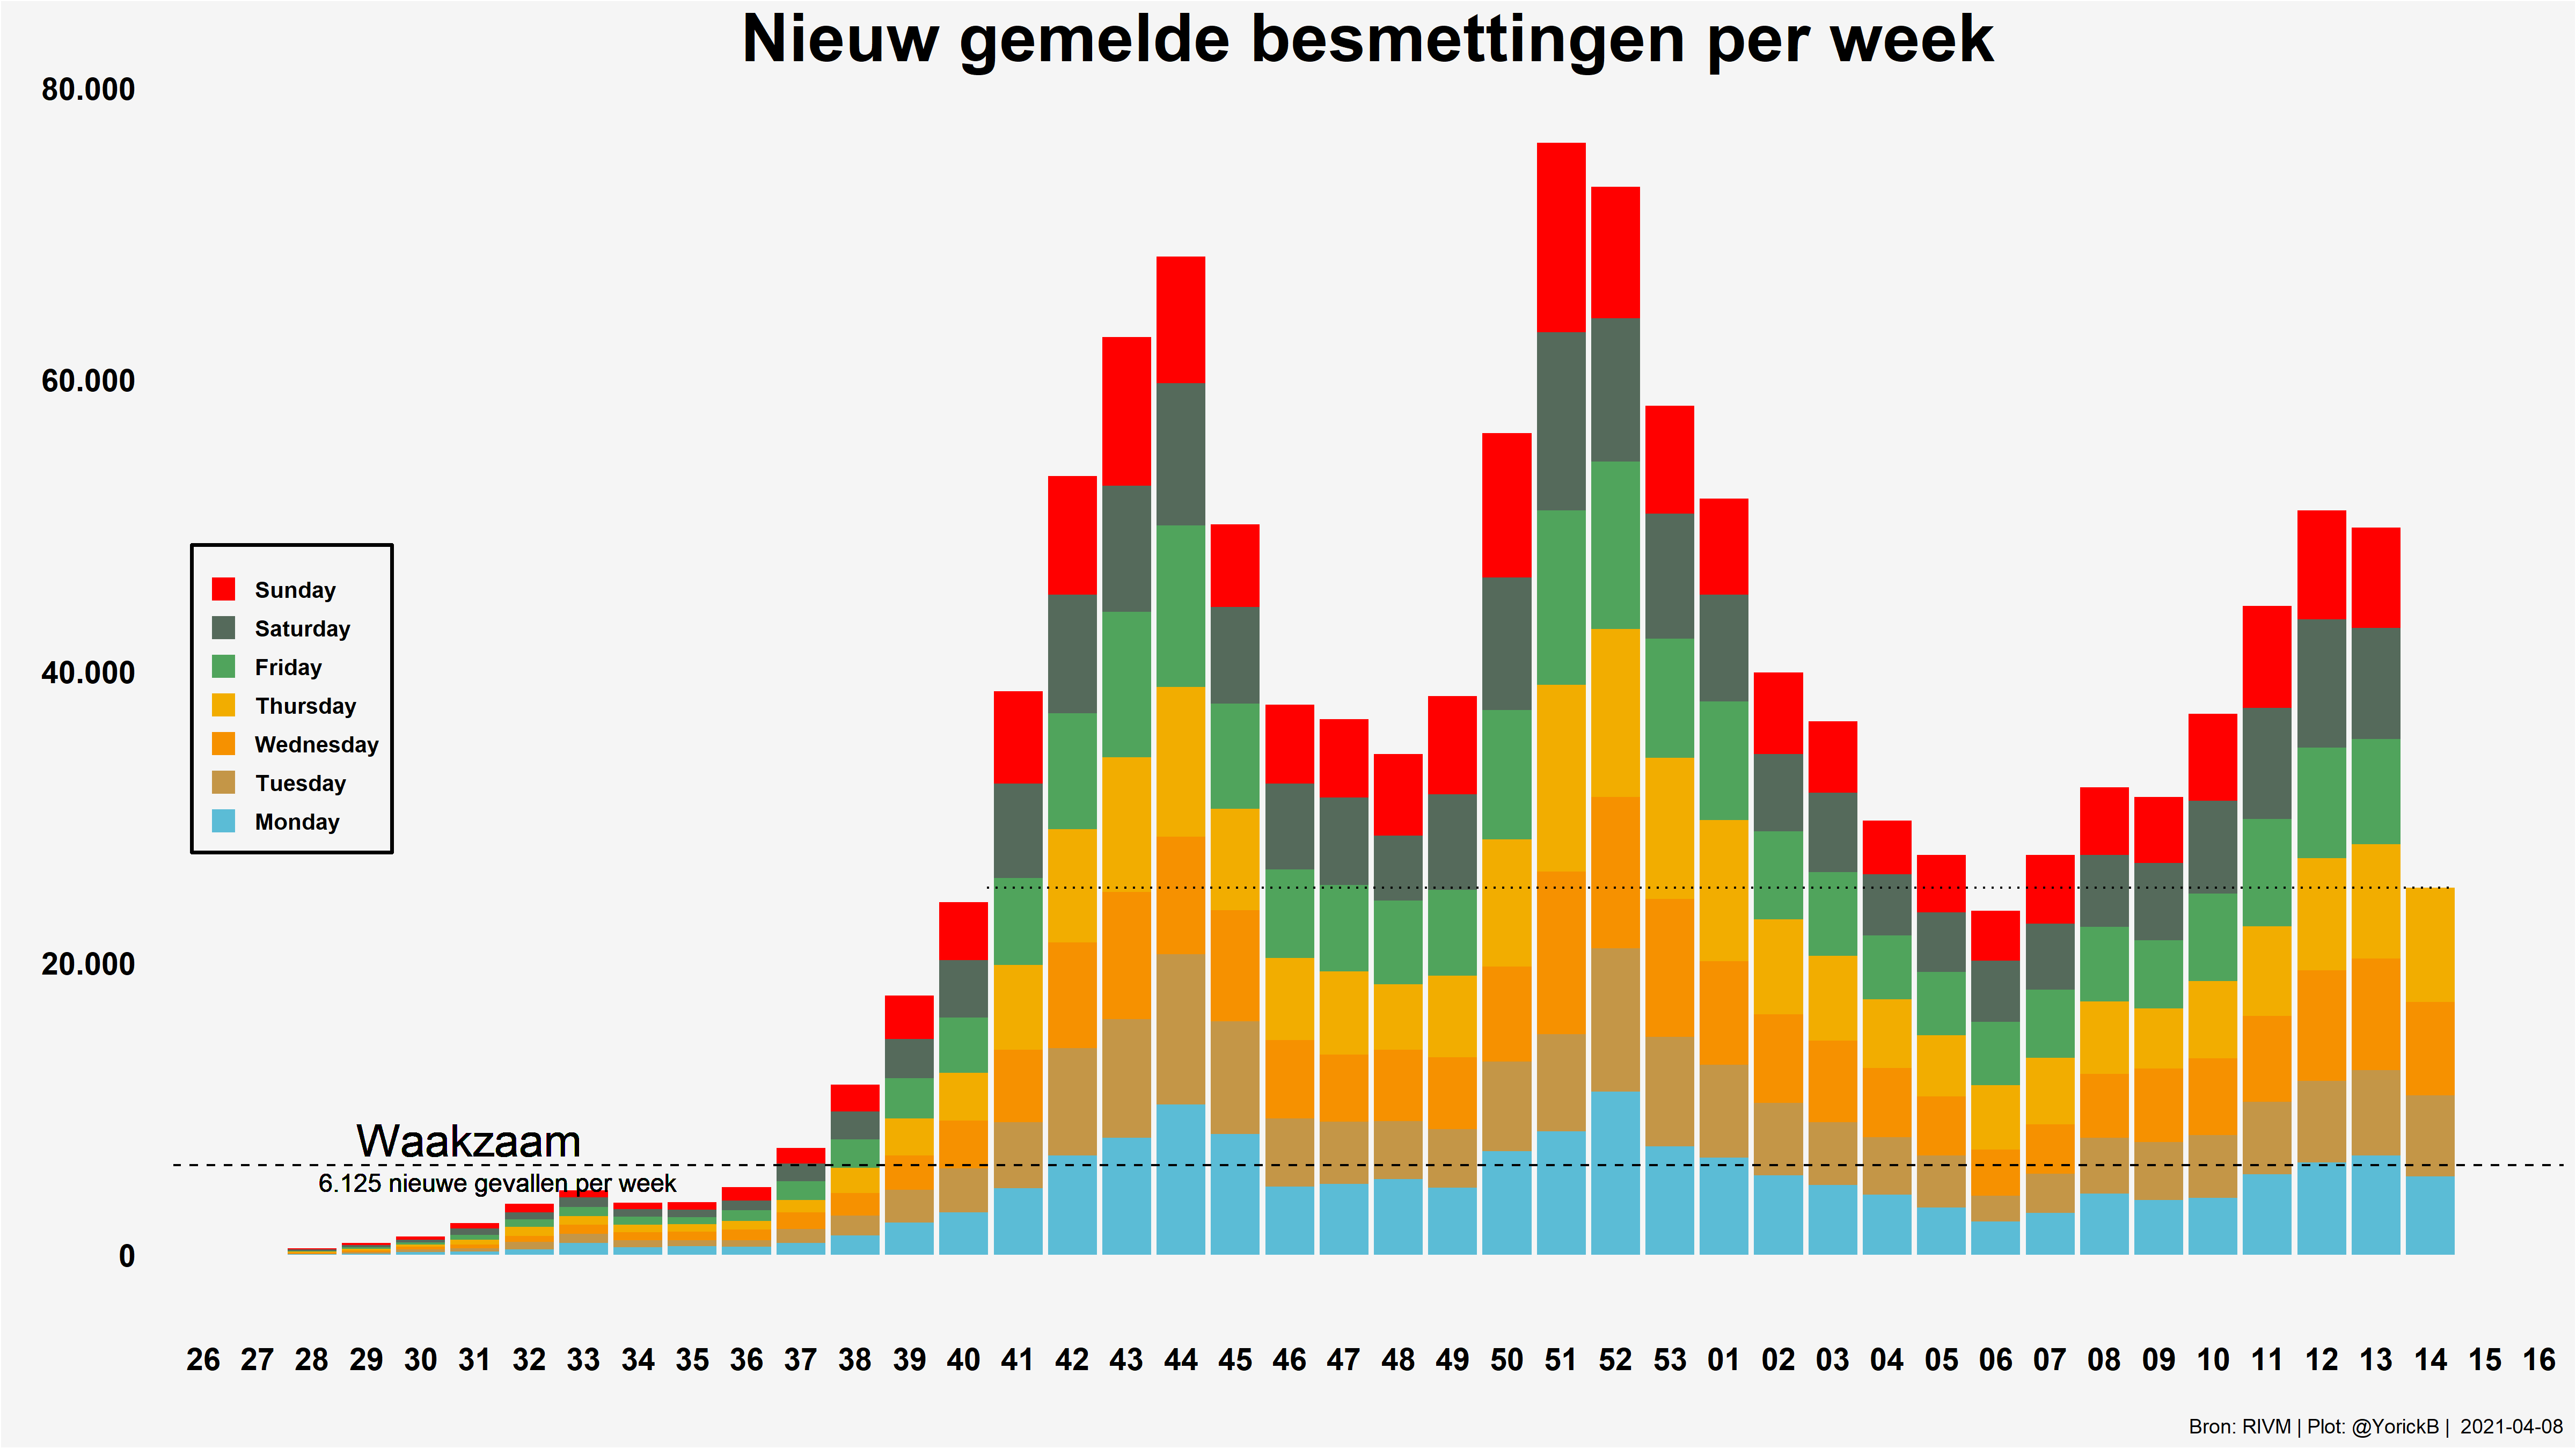 Nieuw gemelde besmettingen per week
80.000
60.000
40.000
20.000
0
Sunday
Saturday
Friday
Thursday
Wednesday
Tuesday
Monday
Waakzaam
6.125 nieuwe gevallen per week
26 27 28 29 30 31 32 33 34 35 36 37 38 39 40 41 42 43 44 45 46 47 48 49 50 51 52 53 01 02 03 04 05 06 07 08 09 10 11 12 13 14 15 16
Bron: RIVM | Plot: @YorickB | 2021-04-08